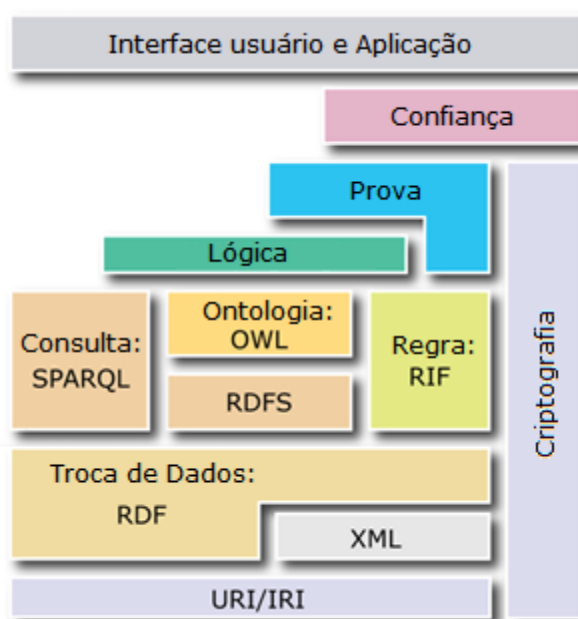 Interface usuário e Aplicação
Confiança
Prova
Lógica
Consulta:
SPARQL
Ontologia:
OWL
RDFS
Regra:
RIF
Criptografia
Troca de Dados:
RDF
XML
URI/IRI